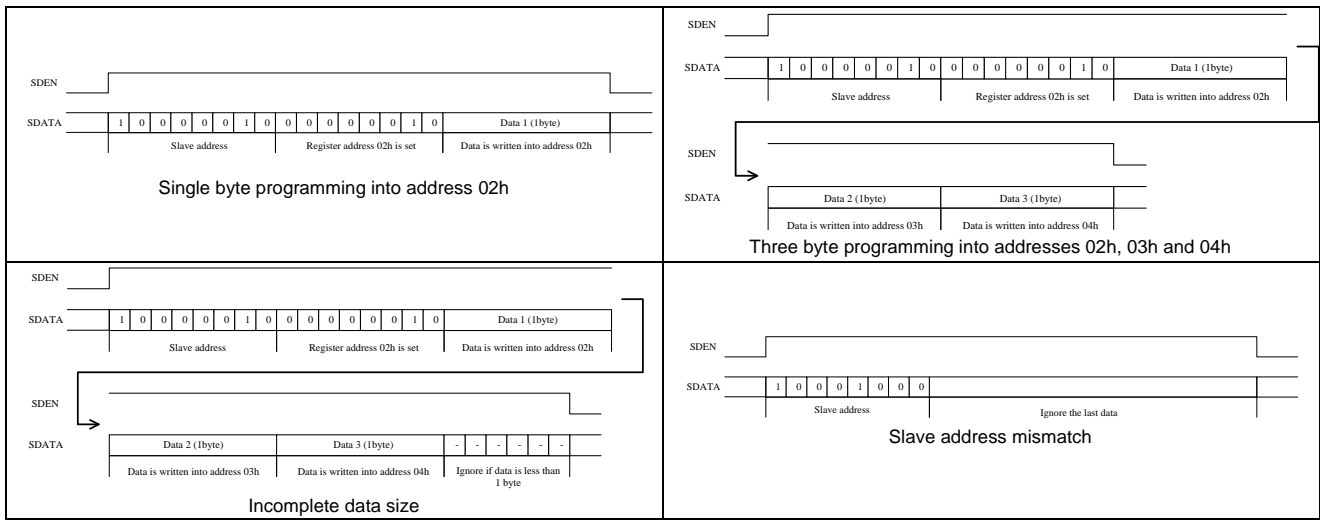 SDEN
SDATA 1 0 0 0 0 0 1 0 0 0 0 0 0 0 1 0 Data 1 (1byte)
Slave address Register address 02h is set Data is written into address 02h
Single byte programming into address 02h
SDEN
SDATA 1 0 0 0 0 0 1 0 0 0 0 0 0 0 1 0 Data 1 (1byte)
Slave address Register address 02h is set Data is written into address 02h
SDEN
SDATA Data 2 (1byte) Data 3 (1byte)
Data is written into address 03h Data is written into address 04h
Three byte programming into addresses 02h, 03h and 04h
SDEN
SDATA 1 0 0 0 0 0 1 0 0 0 0 0 0 0 1 0 Data 1 (1byte)
Slave address Register address 02h is set Data is written into address 02h
SDEN
SDATA Data 2 (1byte) Data 3 (1byte) - - - - - -
Data is written into address 03h Data is written into address 04h Ignore if data is less than
1 byte
Incomplete data size
SDEN
SDATA 1 0 0 0 1 0 0 0
Slave address Ignore the last data
Slave address mismatch